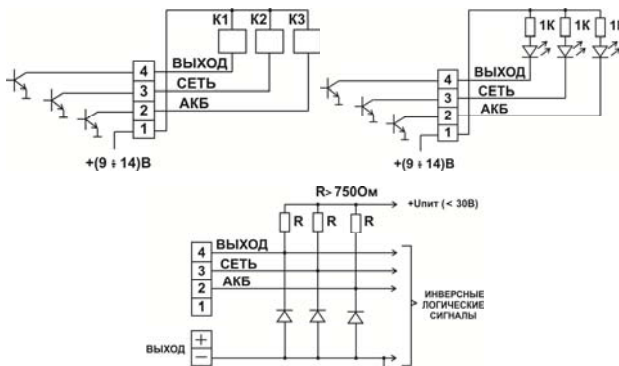 К1 К2 К3
4 ВЫХОД
3 СЕТЬ
2 АКБ
1
+(9 ÷ 14)В
1К 1К 1К
4 ВЫХОД
3 СЕТЬ
2 АКБ
1
+(9 ÷ 14)В
R> 750Ом
+Uпит (< 30В)
R R R
4 ВЫХОД
3 СЕТЬ
2 АКБ
1
ИНВЕРСНЫЕ
ЛОГИЧЕСКИЕ
СИГНАЛЫ
ВЫХОД + −